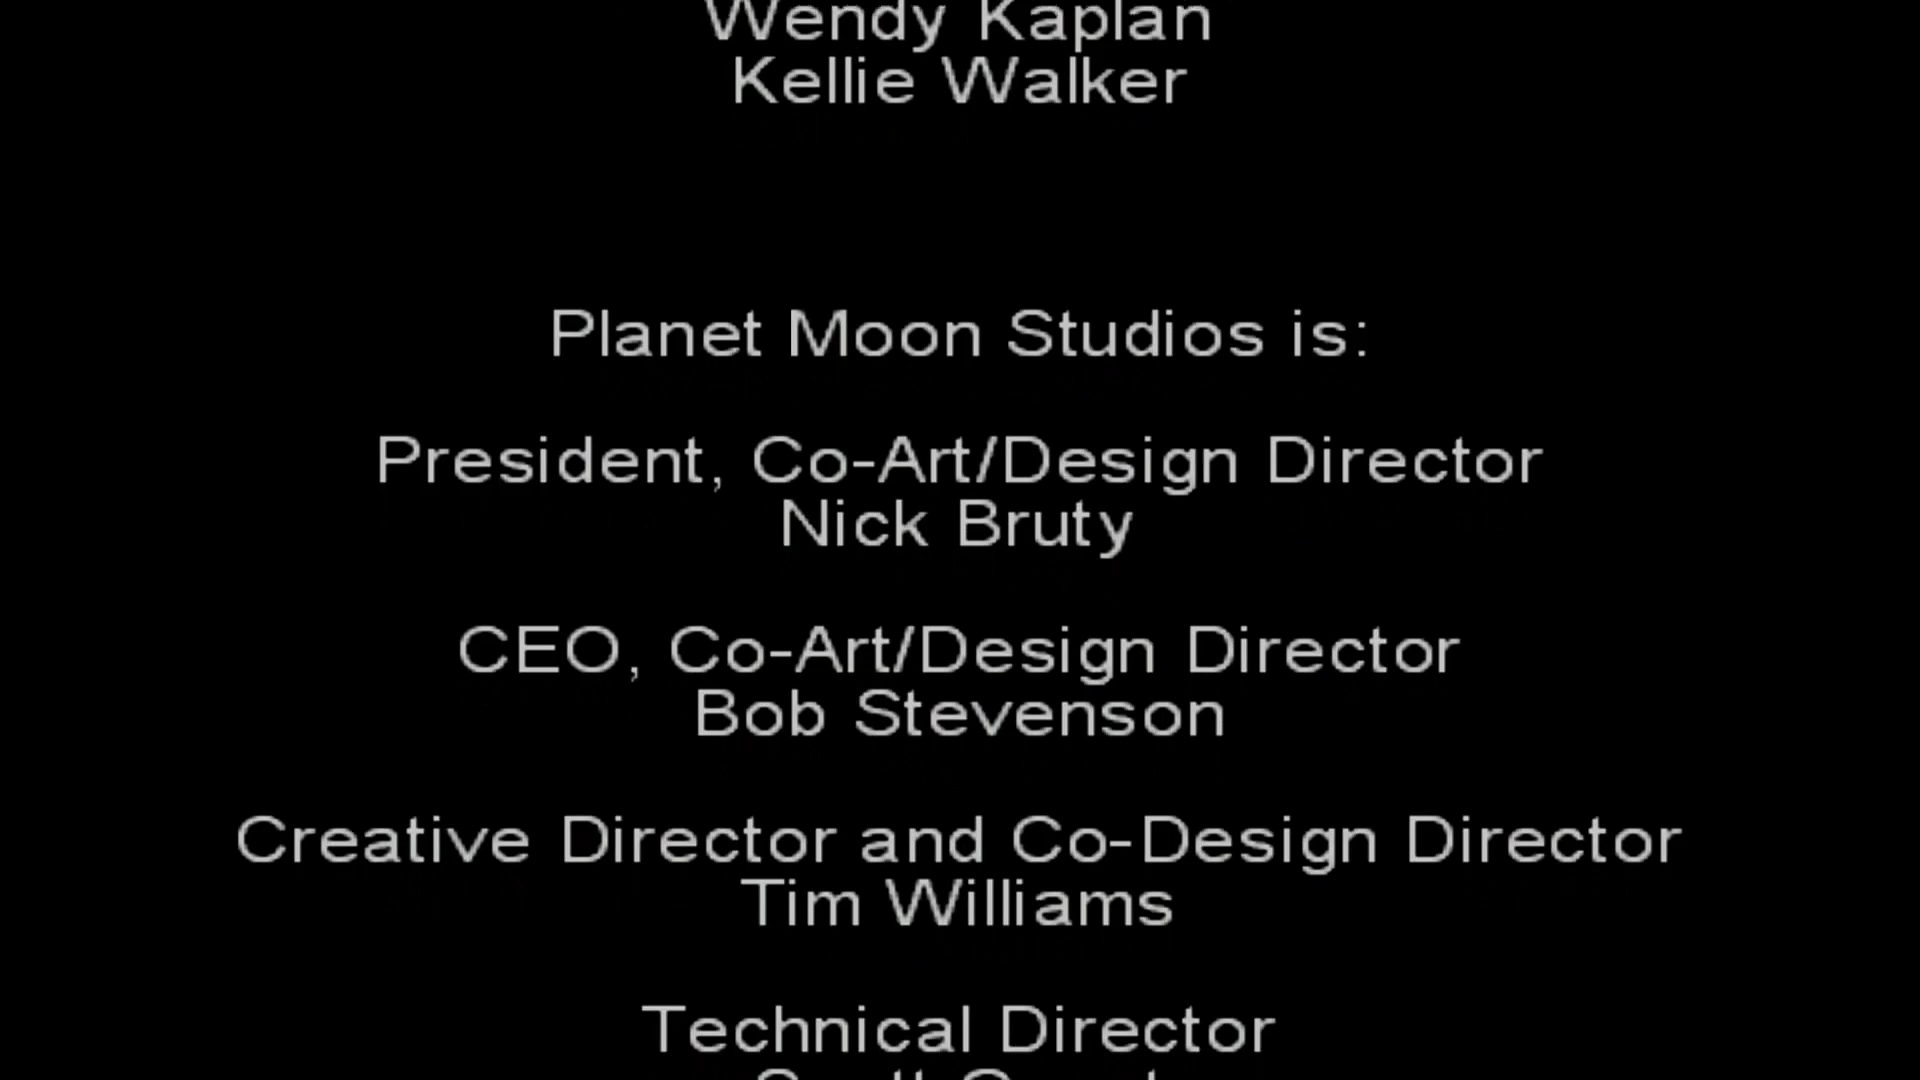 Wendy Kaplan
Kellie Walker
Planet Moon Studios is:
President, Co-Art/Design Director
Nick Bruty
CEO, Co-Art/Design Director
Bob Stevenson
Creative Director and Co-Design Director
Tim Williams
Technical Director